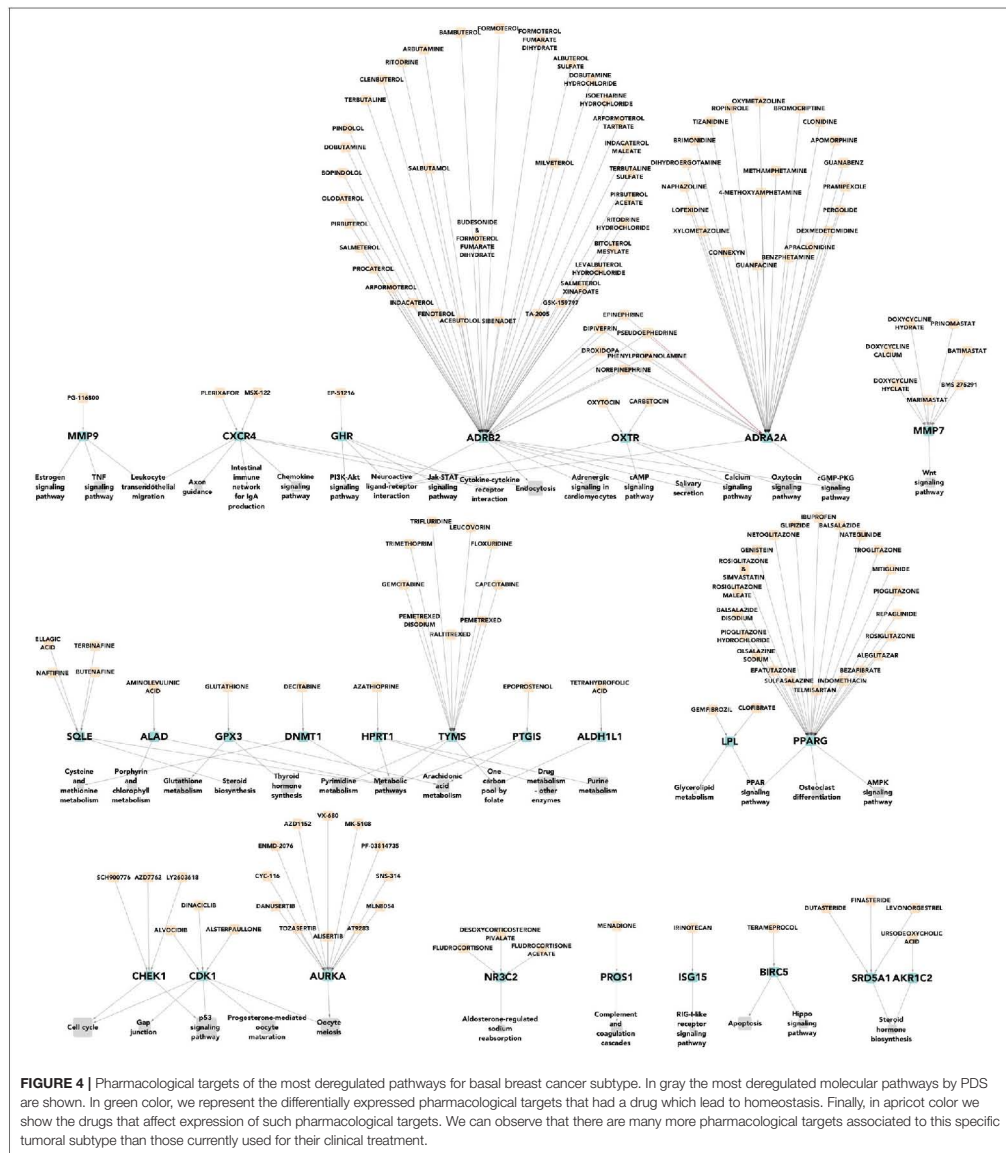 BAMBUTEROL
FORMOTEROL
FORMOTEROL
FUMARATE
DIHYDRATE
ARBUTAMINE
RITODRINE
CLENBUTEROL
TERBUTALINE
ALBUTEROL
SULFATE
DOBUTAMINE
HYDROCHLORIDE
ISOETHARINE
HYDROCHLORIDE
ARFORMOTEROL
TARTRATE
PINDOLOL
DOBUTAMINE
BOPINDOLOL
SALBUTAMOL
MILVETEROL
INDACATEROL
MALEATE
TERBUTALINE
SULFATE
OLODATEROL
PIRBUTEROL
SALMETEROL
PROCATEROL
ARFORMOTEROL
PIRBUTEROL
ACETATE
RITODRINE
HYDROCHLORIDE
BITOLTEROL
MESYLATE
LEVALBUTEROL
HYDROCHLORIDE
SALMETEROL
XINAFOATE
BUDESONIDE
&
FORMOTEROL
FUMARATE
DIHYDRATE
INDACATEROL
FENOTEROL
ACEBUTOLOL
SIBENADET
TA-2005
GSK-159797
EPINEPHRINE
DIPIVEFRIN
PSEUDOEPHEDRINE
DROXIDOPA
PHENYLPROPANOLAMINE
NOREPINEPHRINE
OXYMETAZOLINE
ROPINIROLE
BROMOCRIPTINE
TIZANIDINE
CLONIDINE
BRIMONIDINE
APOMORPHINE
DIHYDROERGOTAMINE
METHAMPHETAMINE
GUANABENZ
NAPHAZOLINE
4-METHOXYAMPHETAMINE
PRAMIPEXOLE
LOFEXIDINE
PERGOLIDE
XYLOMETAZOLINE
DEXMEDETOMIDINE
CONNEXYN
APRACLONIDINE
BENZPHETAMINE
GUANFACINE
DOXYCYCLINE
HYDRATE
PRINOMASTAT
DOXYCYCLINE
CALCIUM
BATIMASTAT
DOXYCYCLINE
HYCLATE
BMS-275291
MARIMASTAT
PG-116800
PLERIXAFOR
MSX-122
EP-51216
OXYTOCIN
CARBETOCIN
MMP9
CXCR4
GHR
ADRB2
OXTR
ADRA2A
MMP7
Estrogen
signaling
pathway
TNF
signaling
pathway
Leukocyte
transendothelial
migration
Axon
guidance
Intestinal
immune
network
for IgA
production
Chemokine
signaling
pathway
PI3K-Akt
signaling
pathway
Neuroactive
ligand-receptor
interaction
Jak-STAT
signaling
pathway
Cytokine-cytokine
receptor
interaction
Endocytosis
Adrenergic
signaling in
cardiomyocytes
cAMP
signaling
pathway
Salivary
secretion
Calcium
signaling
pathway
Oxytocin
signaling
pathway
cGMP-PKG
signaling
pathway
Wnt
signaling
pathway
TRIFLURIDINE
LEUCOVORIN
TRIMETHOPRIM
FLOXURIDINE
GEMCITABINE
CAPECITABINE
PEMETREXED
DISODIUM
PEMETREXED
RALTITREXED
IBUPROFEN
GLIPIZIDE
BALSALAZIDE
NETOGLITAZONE
NATEGLINIDE
GENISTEIN
TROGLITAZONE
ROSIGLITAZONE
&
SIMVASTATIN
MITIGLINIDE
ROSIGLITAZONE
MALEATE
PIOGLITAZONE
BALSALAZIDE
DISODIUM
REPAGLINIDE
PIOGLITAZONE
HYDROCHLORIDE
ROSIGLITAZONE
OLSALAZINE
SODIUM
ALEGLITAZAR
EFATUTAZONE
BEZAFIBRATE
SULFASALAZINE
INDOMETHACIN
TELMISARTAN
GEMFIBROZIL
CLOFIBRATE
ELLAGIC
ACID
TERBINAFINE
NAFTIFINE
BUTENAFINE
AMINOLEVULINIC
ACID
GLUTATHIONE
DECITABINE
AZATHIOPRINE
EPOPROSTENOL
TETRAHYDROFOLIC
ACID
SQLE
ALAD
GPX3
DNMT1
HPRT1
TYMS
PTGIS
ALDH1L1
LPL
PPARG
Cysteine
and
methionine
metabolism
Porphyrin
and
chlorophyll
metabolism
Glutathione
metabolism
Steroid
biosynthesis
Thyroid
hormone
synthesis
Pyrimidine
metabolism
Metabolic
pathways
Arachidonic
acid
metabolism
One
carbon
pool by
folate
Drug
metabolism
- other
enzymes
Purine
metabolism
Glycerolipid
metabolism
PPAR
signaling
pathway
Osteoclast
differentiation
AMPK
signaling
pathway
VX-680
AZD1152
MK-5108
ENMD-2076
PF-03814735
CYC-116
SNS-314
DANUSERTIB
MLN8054
TOZASERTIB
AT9283
ALISERTIB
SCH900776
AZD7762
LY2603618
DINACICLIB
ALVOCIDIB
ALSTERPAULLONE
DESOXYCORTICOSTERONE
PIVALATE
FLUDROCORTISONE
FLUDROCORTISONE
ACETATE
MENADIONE
IRINOTECAN
TERAMEPROCOL
DUTASTERIDE
FINASTERIDE
LEVONORGESTREL
URSODEOXYCHOLIC
ACID
CHEK1
CDK1
AURKA
NR3C2
PROS1
ISG15
BIRC5
SRD5A1
AKR1C2
Cell cycle
Gap
junction
p53
signaling
pathway
Progesterone-mediated
oocyte
maturation
Oocyte
meiosis
Aldosterone-regulated
sodium
reabsorption
Complement
and
coagulation
cascades
RIG-I-like
receptor
signaling
pathway
Apoptosis
Hippo
signaling
pathway
Steroid
hormone
biosynthesis
FIGURE 4 | Pharmacological targets of the most deregulated pathways for basal breast cancer subtype. In gray the most deregulated molecular pathways by PDS
are shown. In green color, we represent the differentially expressed pharmacological targets that had a drug which lead to homeostasis. Finally, in apricot color we
show the drugs that affect expression of such pharmacological targets. We can observe that there are many more pharmacological targets associated to this specific
tumoral subtype than those currently used for their clinical treatment.